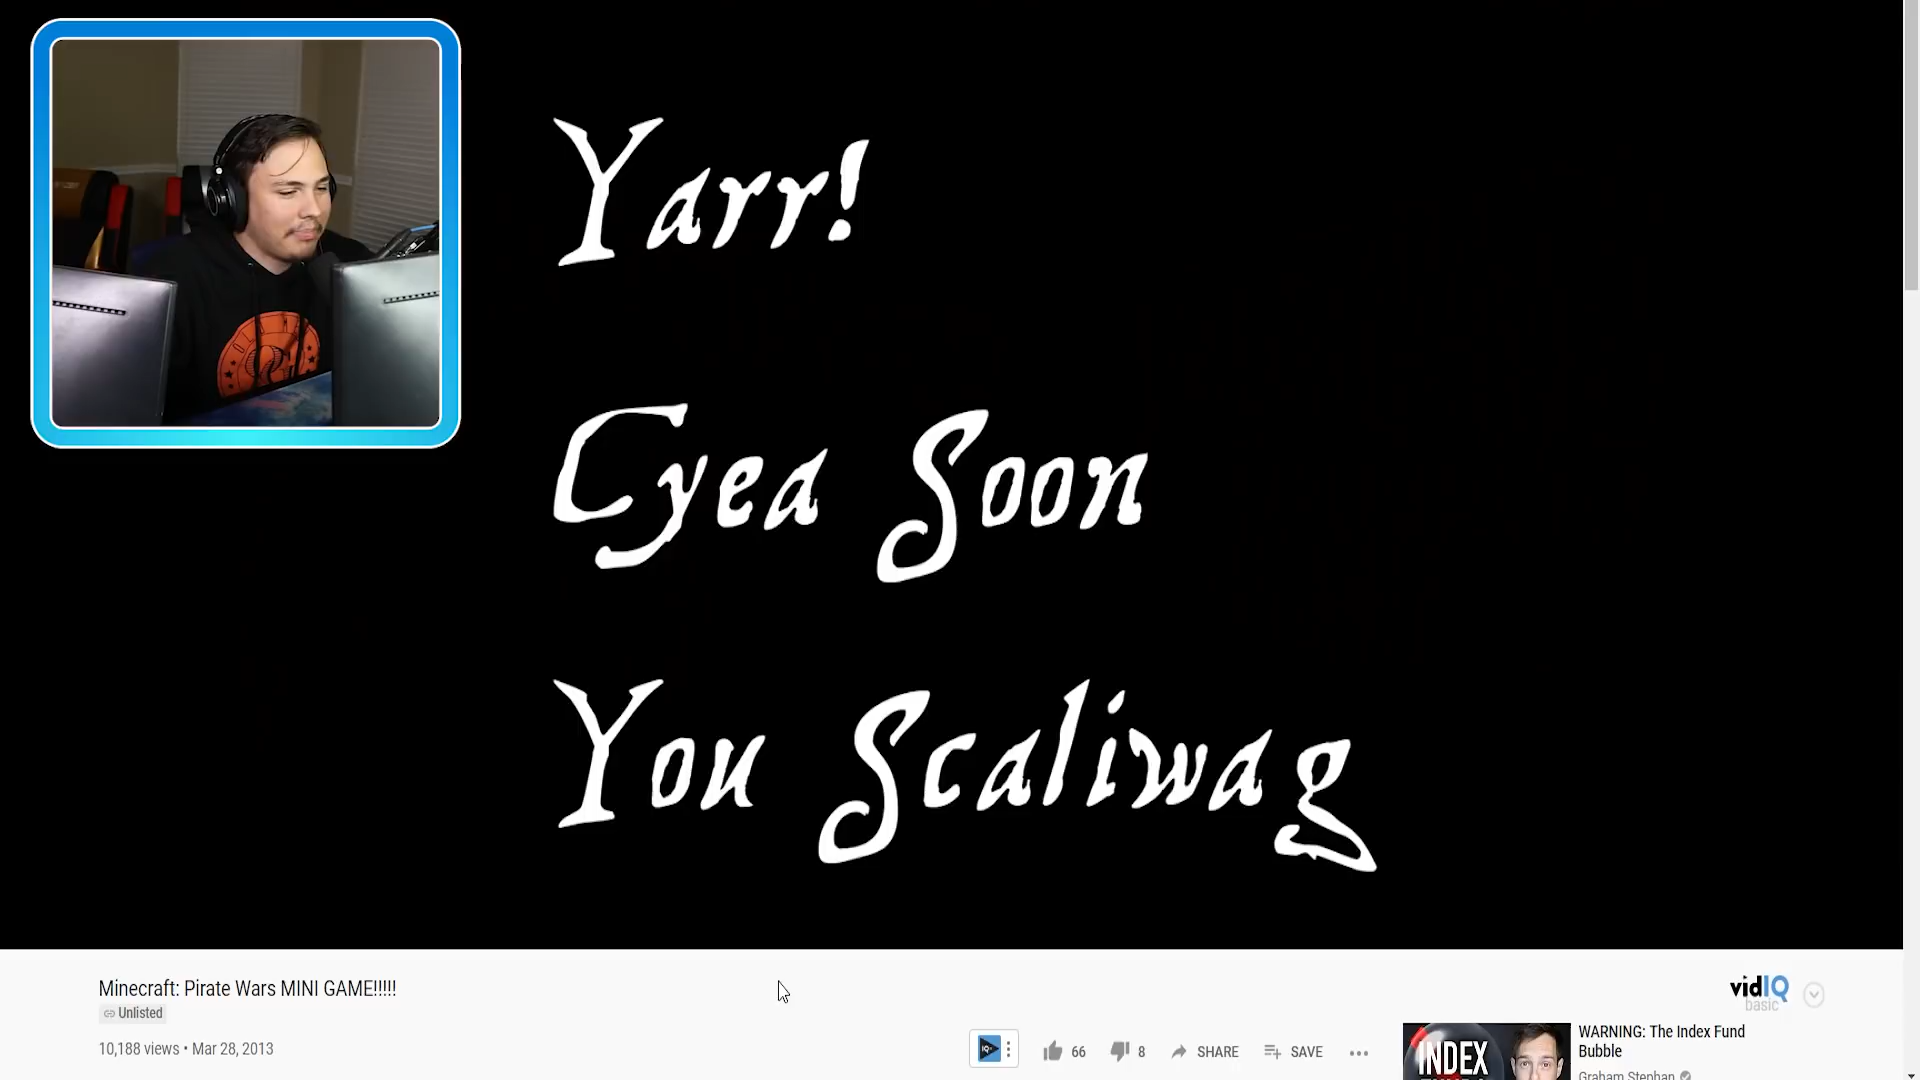 Yarr!
Cyea Soon
You Scaliwag
Minecraft: Pirate Wars MINI GAME!!!!!
Unlisted
10,188 views • Mar 28, 2013
66
8
SHARE
SAVE
vidIQ
basic
INDEX
WARNING: The Index Fund
Bubble
Graham Stephan